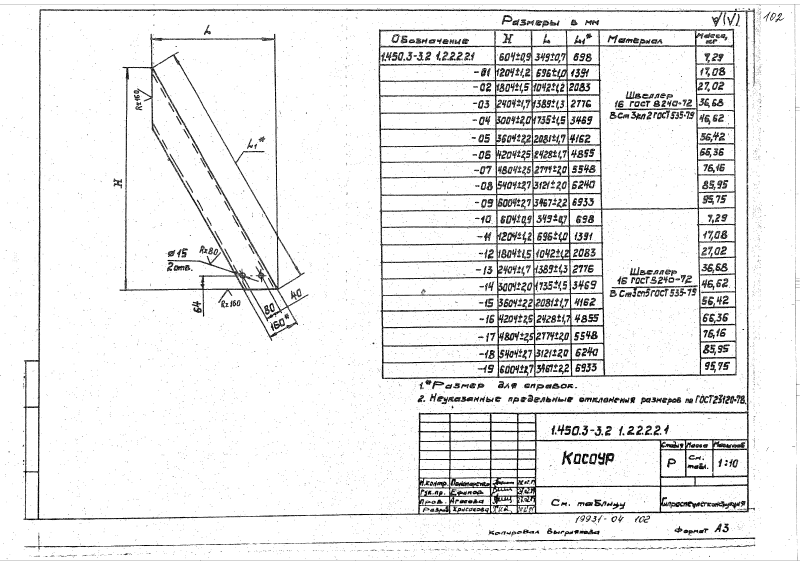 102
Размеры в мм
Обозначение H L L₁* Материал Масса, кг
1.450.3-3.2 1.2.2.2.2.1 604±0,9 349±0,7 698 7,29
-01 1204±1,2 696±1,0 1391 17,08
-02 1804±1,5 1042±1,2 2083 27,02
-03 2404±1,7 1389±1,3 2776 36,68
-04 3004±2,0 1735±1,5 3469 46,62
-05 3604±2,2 2081±1,7 4162 56,42
-06 4204±2,5 2428±1,7 4855 66,36
-07 4804±2,5 2774±2,0 5548 76,16
-08 5404±2,7 3121±2,0 6240 85,95
-09 6004±2,7 3467±2,2 6933 95,75
Швеллер
16 ГОСТ 8240-72
ВСт3кп2 ГОСТ 535-79
-10 604±0,9 349±0,7 698 7,29
-11 1204±1,2 696±1,0 1391 17,08
-12 1804±1,5 1042±1,2 2083 27,02
-13 2404±1,7 1389±1,3 2776 36,68
-14 3004±2,0 1735±1,5 3469 46,62
-15 3604±2,2 2081±1,7 4162 56,42
-16 4204±2,5 2428±1,7 4855 66,36
-17 4804±2,5 2774±2,0 5548 76,16
-18 5404±2,7 3121±2,0 6240 85,95
-19 6004±2,7 3467±2,2 6933 95,75
Швеллер
16 ГОСТ 8240-72
ВСт3сп5 ГОСТ 535-79
L
H
L₁*
Rz160
Rz80
Ø15
2 отв.
64
Rz160
80
40
160*
1.* Размер для справок.
2. Неуказанные предельные отклонения размеров по ГОСТ 23120-78.
1.450.3-3.2 1.2.2.2.2.1
Косоур
Стадия Масса Масштаб
Р См. табл. 1:10
Н.контр.
Рук.пр.
Пров. Агеева
Разраб.
См. таблицу
Гипроспецлегконструкция
19931-04 102
Копировал
Формат А3